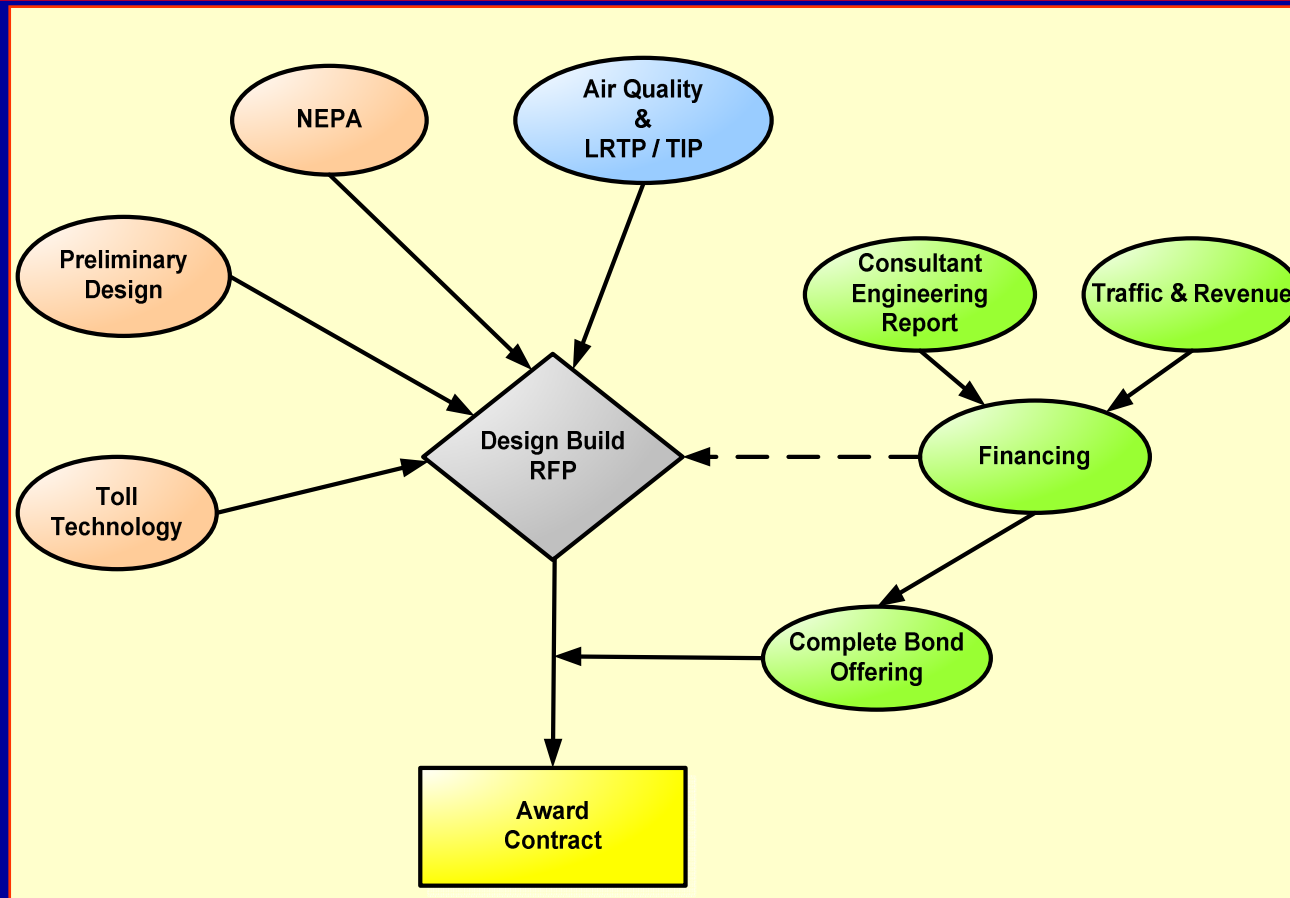 NEPA
Air Quality
&
LRTP / TIP
Preliminary
Design
Consultant
Engineering
Report
Traffic & Revenue
Design Build
RFP
Financing
Toll
Technology
Complete Bond
Offering
Award
Contract